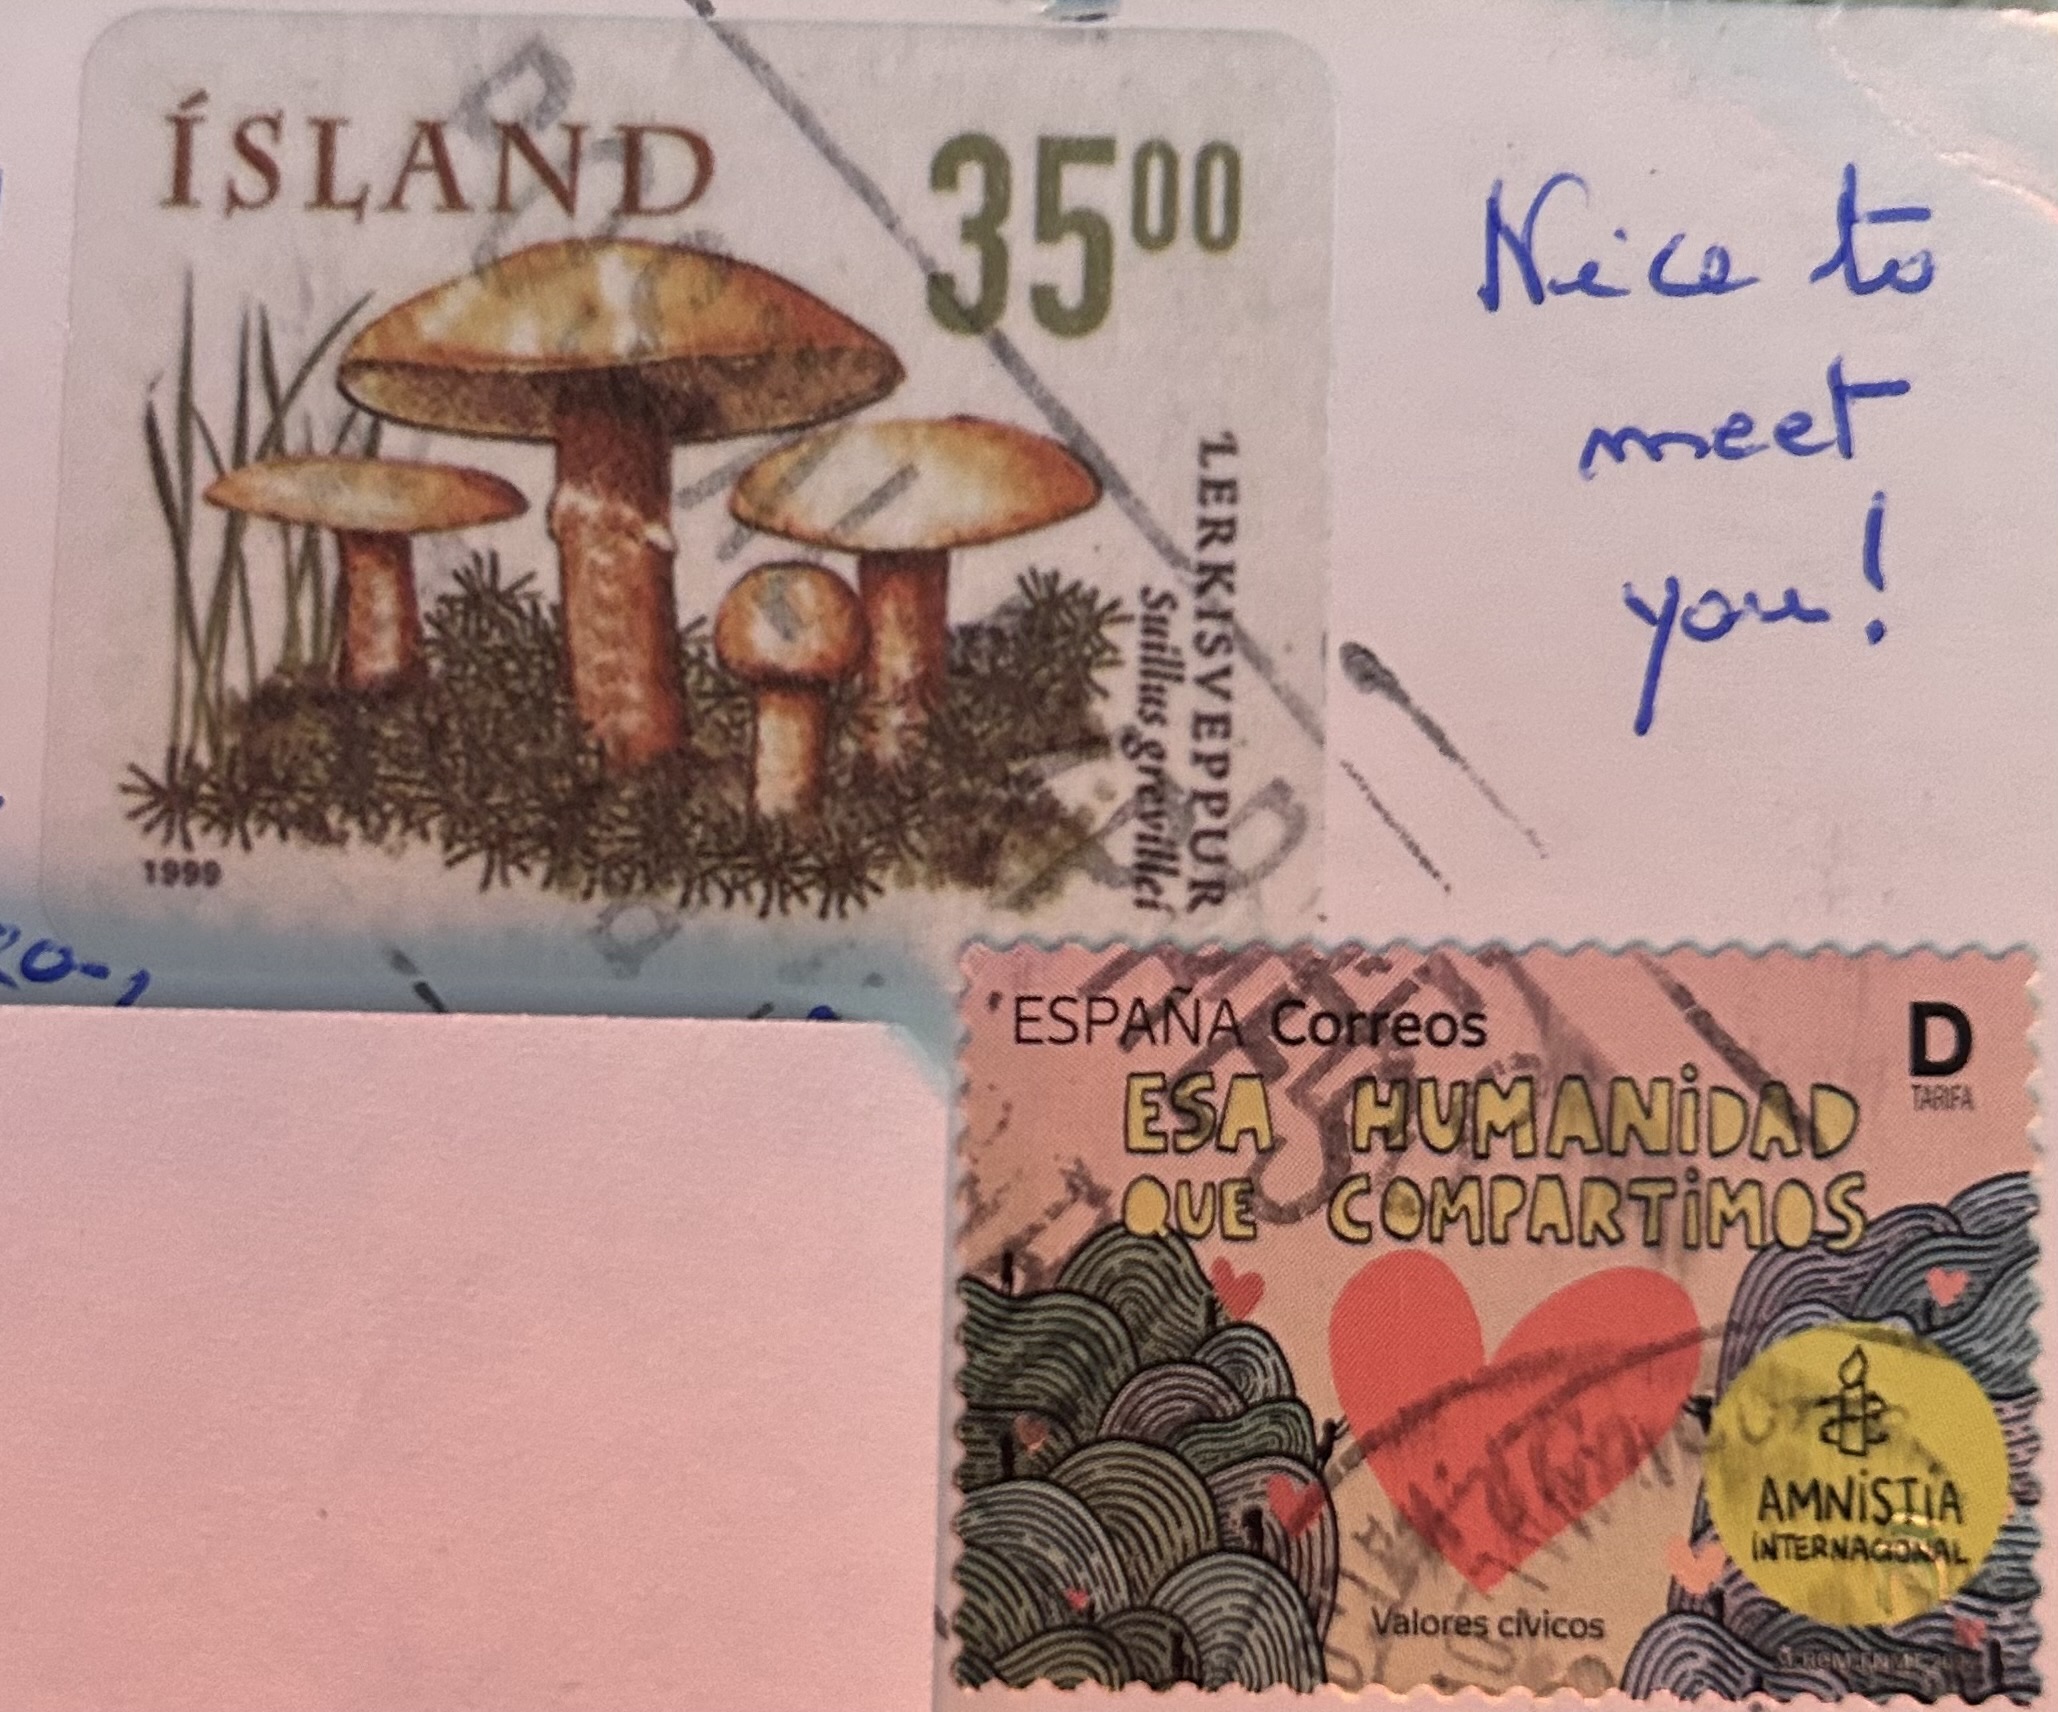 ÍSLAND 35⁰⁰
LERKISVEPPUR
Suillus grevillei
1999
Nice to
meet
you!
ESPAÑA Correos
D
TARIFA
ESA HUMANIDAD
QUE COMPARTIMOS
AMNISTIA
INTERNACIONAL
Valores cívicos